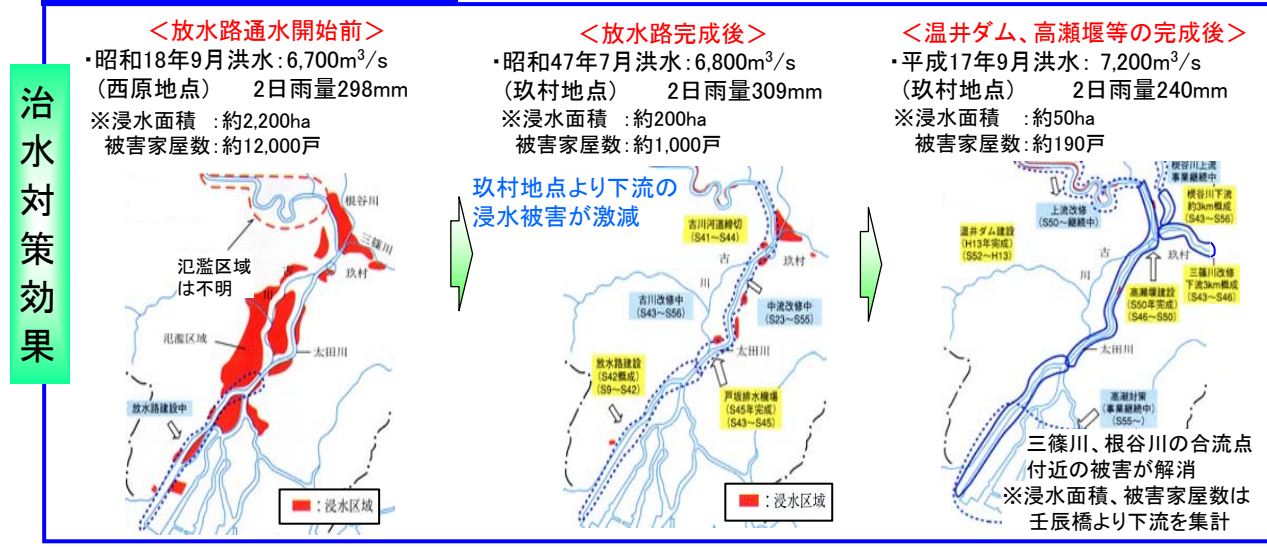 治水対策効果
＜放水路通水開始前＞
・昭和18年9月洪水：6,700m³/s
(西原地点)　2日雨量298mm
※浸水面積　：約2,200ha
被害家屋数：約12,000戸
根谷川
三篠川
玖村
古
川
氾濫区域
は不明
氾濫区域
太田川
放水路建設中
：浸水区域
＜放水路完成後＞
・昭和47年7月洪水：6,800m³/s
(玖村地点)　2日雨量309mm
※浸水面積　：約200ha
被害家屋数：約1,000戸
玖村地点より下流の
浸水被害が激減
古川河道締切
(S41～S44)
古
川
玖村
古川改修中
(S43～S56)
中流改修中
(S23～S55)
太田川
放水路建設
(S42概成)
(S9～S42)
戸坂排水機場
(S45年完成)
(S43～S45)
：浸水区域
＜温井ダム、高瀬堰等の完成後＞
・平成17年9月洪水： 7,200m³/s
(玖村地点)　2日雨量240mm
※浸水面積　：約50ha
被害家屋数：約190戸
根谷川上流
事業継続中
上流改修
(S50～継続中)
根谷川下流
約3km概成
(S43～S56)
温井ダム建設
(H13年完成)
(S52～H13)
古
川
玖村
三篠川改修
下流3km概成
(S43～S46)
高瀬堰建設
(S50年完成)
(S46～S50)
太田川
高潮対策
(事業継続中)
(S55～)
三篠川、根谷川の合流点
付近の被害が解消
※浸水面積、被害家屋数は
壬辰橋より下流を集計